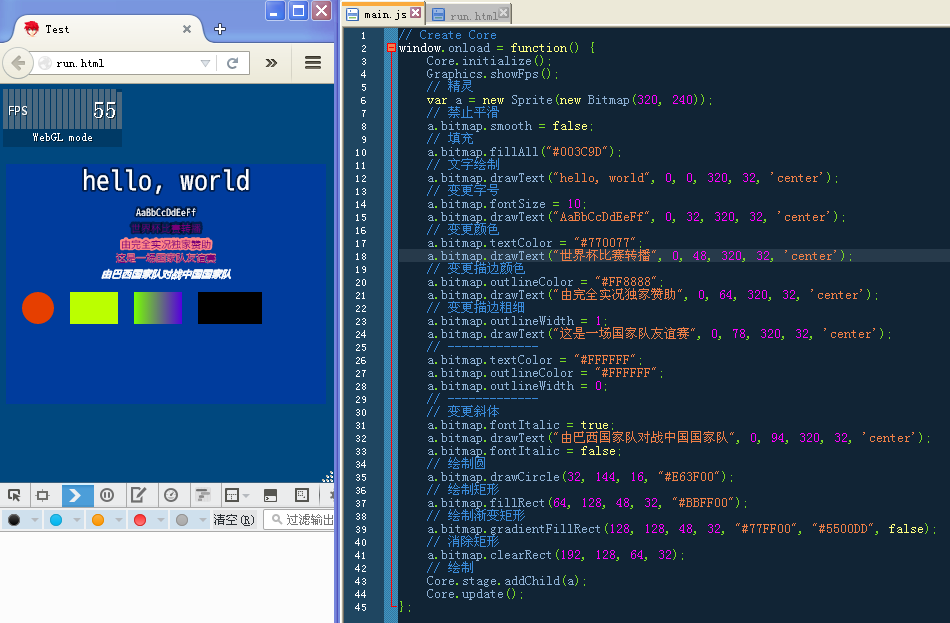 Test
run.html
FPS
55
WebGL mode
hello, world
AaBbCcDdEeFf
世界杯比赛转播
由完全实况独家赞助
这是一场国家队友谊赛
由巴西国家队对战中国国家队
清空(R)
过滤输出
main.js
run.html
1 // Create Core
2 window.onload = function() {
3 Core.initialize();
4 Graphics.showFps();
5 // 精灵
6 var a = new Sprite(new Bitmap(320, 240));
7 // 禁止平滑
8 a.bitmap.smooth = false;
9 // 填充
10 a.bitmap.fillAll("#003C9D");
11 // 文字绘制
12 a.bitmap.drawText("hello, world", 0, 0, 320, 32, 'center');
13 // 变更字号
14 a.bitmap.fontSize = 10;
15 a.bitmap.drawText("AaBbCcDdEeFf", 0, 32, 320, 32, 'center');
16 // 变更颜色
17 a.bitmap.textColor = "#770077";
18 a.bitmap.drawText("世界杯比赛转播", 0, 48, 320, 32, 'center');
19 // 变更描边颜色
20 a.bitmap.outlineColor = "#FF8888";
21 a.bitmap.drawText("由完全实况独家赞助", 0, 64, 320, 32, 'center');
22 // 变更描边粗细
23 a.bitmap.outlineWidth = 1;
24 a.bitmap.drawText("这是一场国家队友谊赛", 0, 78, 320, 32, 'center');
25 // -------------
26 a.bitmap.textColor = "#FFFFFF";
27 a.bitmap.outlineColor = "#FFFFFF";
28 a.bitmap.outlineWidth = 0;
29 // -------------
30 // 变更斜体
31 a.bitmap.fontItalic = true;
32 a.bitmap.drawText("由巴西国家队对战中国国家队", 0, 94, 320, 32, 'center');
33 a.bitmap.fontItalic = false;
34 // 绘制圆
35 a.bitmap.drawCircle(32, 144, 16, "#E63F00");
36 // 绘制矩形
37 a.bitmap.fillRect(64, 128, 48, 32, "#BBFF00");
38 // 绘制渐变矩形
39 a.bitmap.gradientFillRect(128, 128, 48, 32, "#77FF00", "#5500DD", false);
40 // 消除矩形
41 a.bitmap.clearRect(192, 128, 64, 32);
42 // 绘制
43 Core.stage.addChild(a);
44 Core.update();
45 };